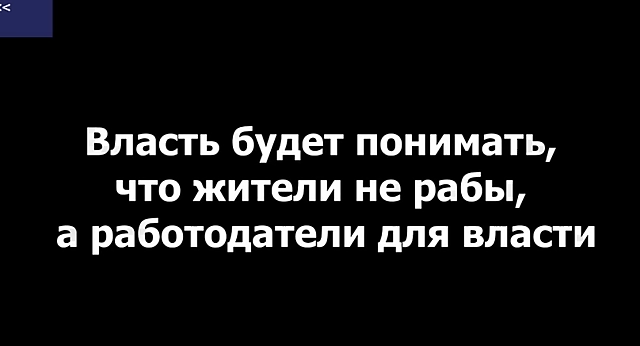 <<
Власть будет понимать,
что жители не рабы,
а работодатели для власти